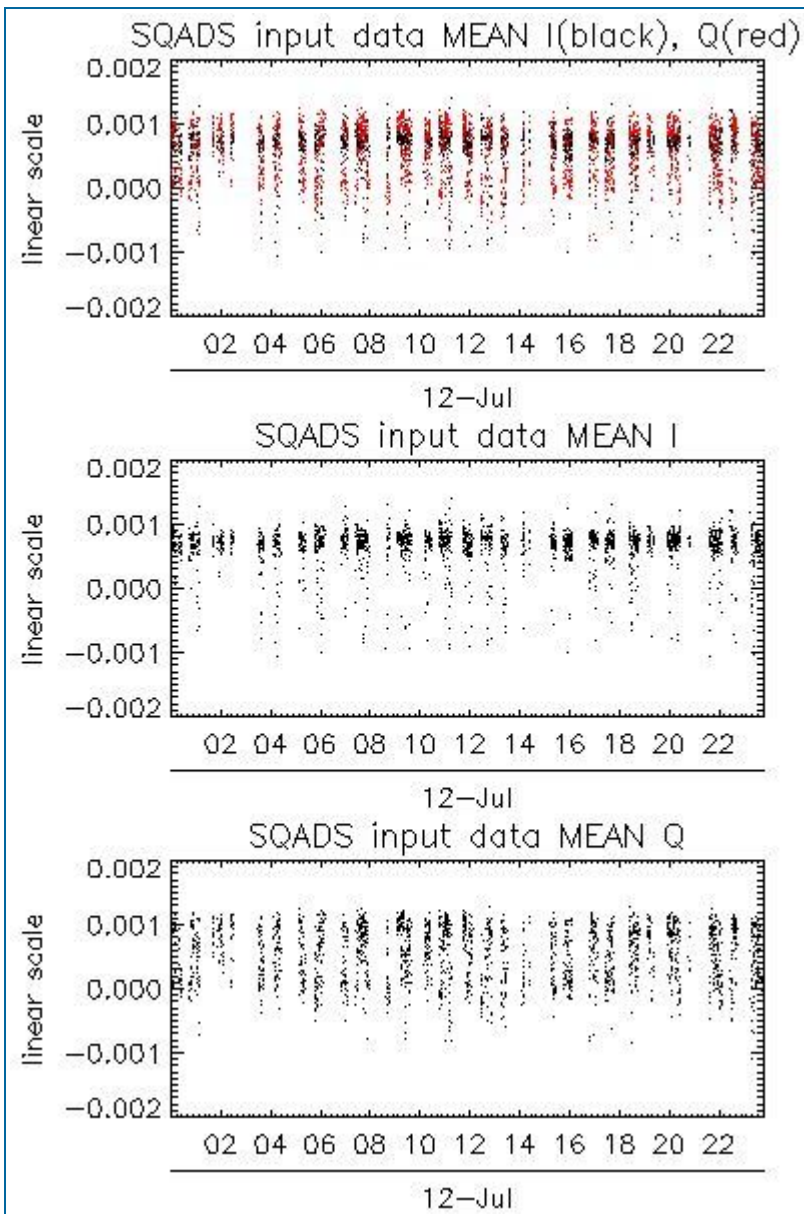 SQADS input data MEAN I(black), Q(red)
0.002
0.001
0.000
−0.001
−0.002
linear scale
02 04 06 08 10 12 14 16 18 20 22
12−Jul
SQADS input data MEAN I
0.002
0.001
0.000
−0.001
−0.002
linear scale
02 04 06 08 10 12 14 16 18 20 22
12−Jul
SQADS input data MEAN Q
0.002
0.001
0.000
−0.001
−0.002
linear scale
02 04 06 08 10 12 14 16 18 20 22
12−Jul